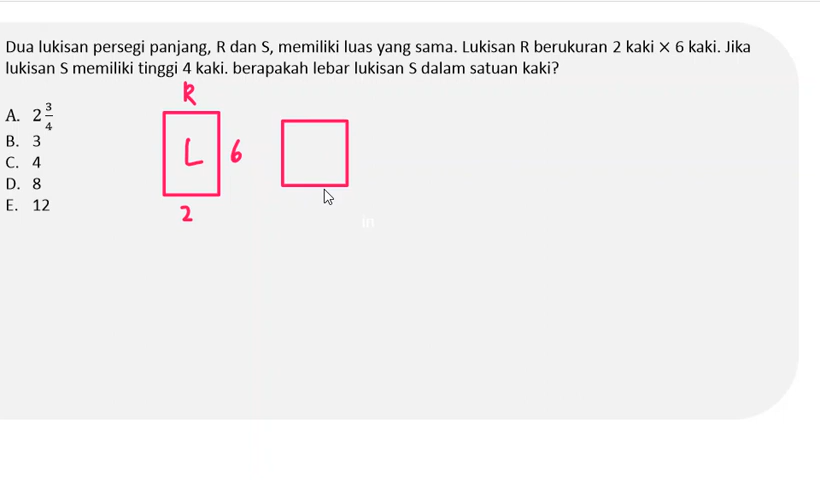 Dua lukisan persegi panjang, R dan S, memiliki luas yang sama. Lukisan R berukuran 2 kaki × 6 kaki. Jika
lukisan S memiliki tinggi 4 kaki. berapakah lebar lukisan S dalam satuan kaki?
R
A. 2 3/4
B. 3
C. 4
D. 8
E. 12
L 6
2
in